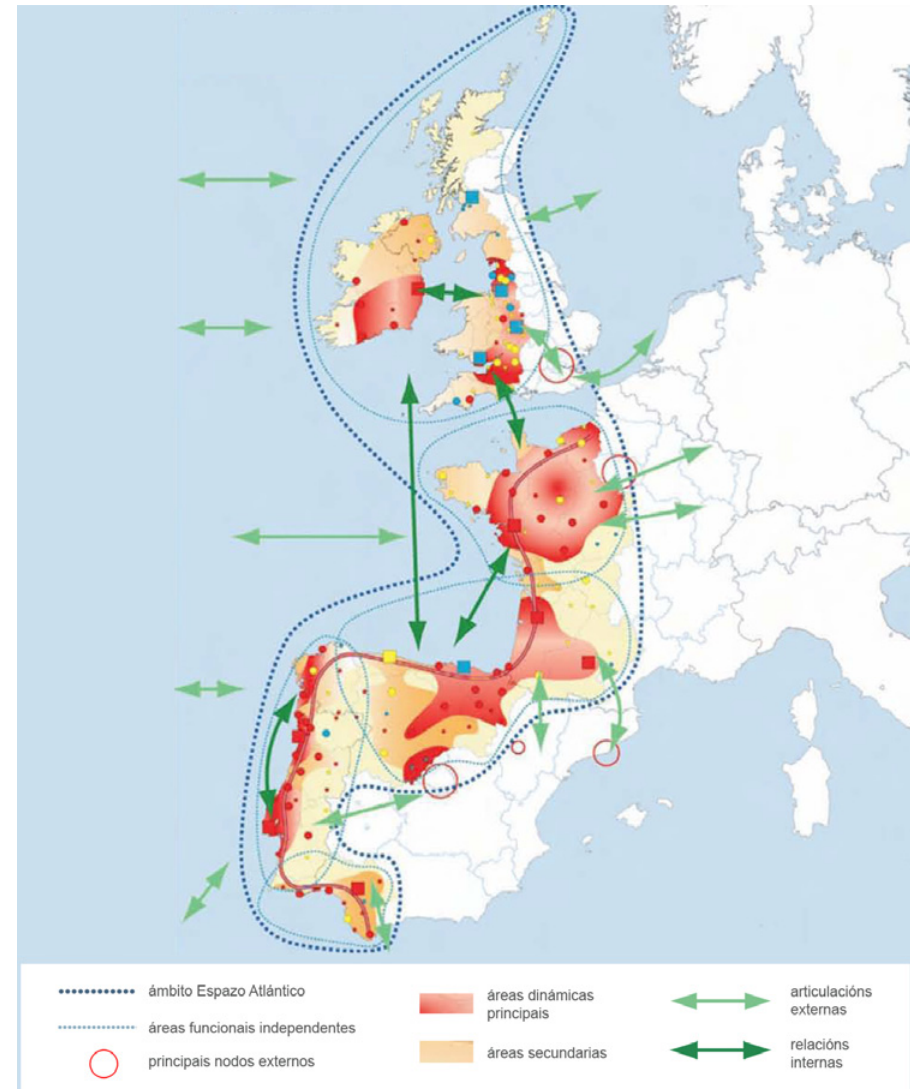 ámbito Espazo Atlántico
áreas funcionais independentes
principais nodos externos
áreas dinámicas
principais
áreas secundarias
articulacións
externas
relacións
internas